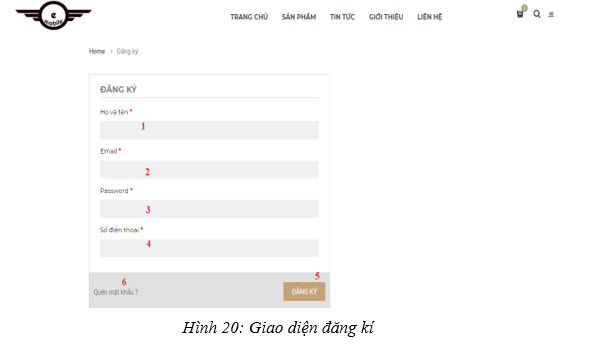 e
mobile
TRANG CHỦ SẢN PHẨM TIN TỨC GIỚI THIỆU LIÊN HỆ
Home > Đăng ký
ĐĂNG KÝ
Họ và tên *
1
Email *
2
Password *
3
Số điện thoại *
4
6
5
Quên mật khẩu ?
ĐĂNG KÝ
Hình 20: Giao diện đăng kí